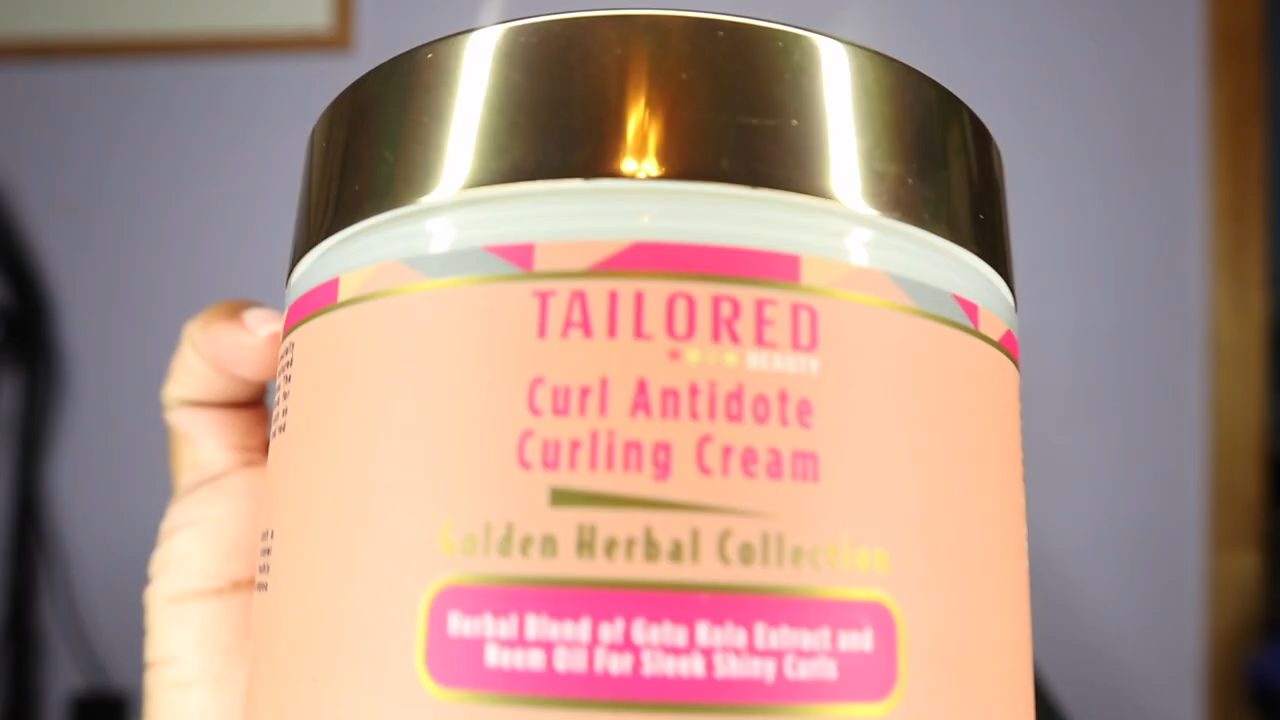 TAILORED
BEAUTY
Curl Antidote
Curling Cream
Golden Herbal Collection
Herbal Blend of Gotu Kola Extract and
Neem Oil For Sleek Shiny Curls